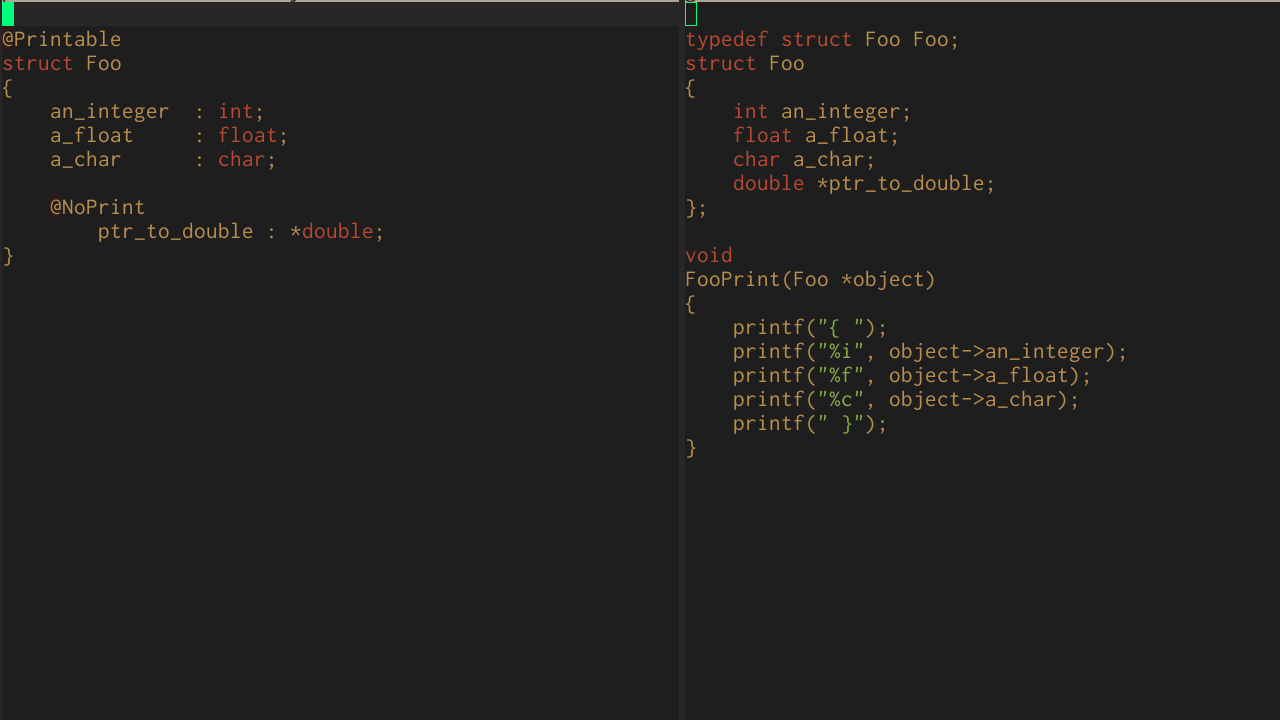 @Printable
struct Foo
{
    an_integer  : int;
    a_float     : float;
    a_char      : char;

    @NoPrint
        ptr_to_double : *double;
}
typedef struct Foo Foo;
struct Foo
{
    int an_integer;
    float a_float;
    char a_char;
    double *ptr_to_double;
};

void
FooPrint(Foo *object)
{
    printf("{ ");
    printf("%i", object->an_integer);
    printf("%f", object->a_float);
    printf("%c", object->a_char);
    printf(" }");
}